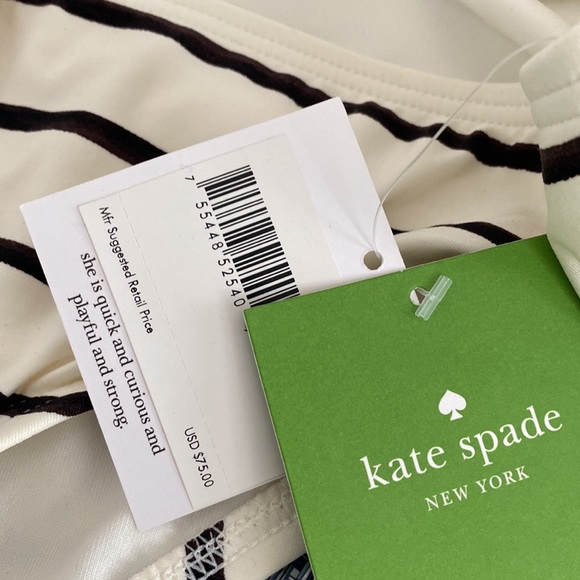 7 55448 52540
Mfr Suggested Retail Price
USD $75.00
she is quick and curious and
playful and strong.
kate spade
NEW YORK